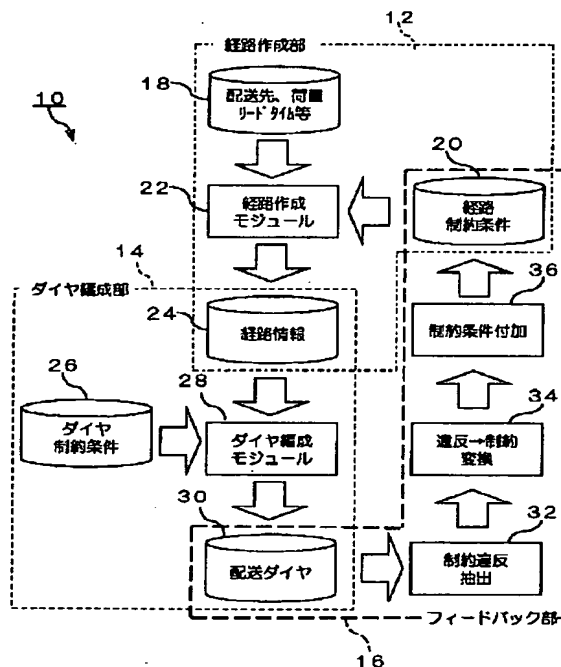 12
経路作成部
10
18
配送先、荷量
リードタイム等
20
経路
制約条件
22
経路作成
モジュール
14
ダイヤ編成部
24
経路情報
36
制約条件付加
26
ダイヤ
制約条件
28
ダイヤ編成
モジュール
34
違反→制約
変換
30
配送ダイヤ
32
制約違反
抽出
フィードバック部
16